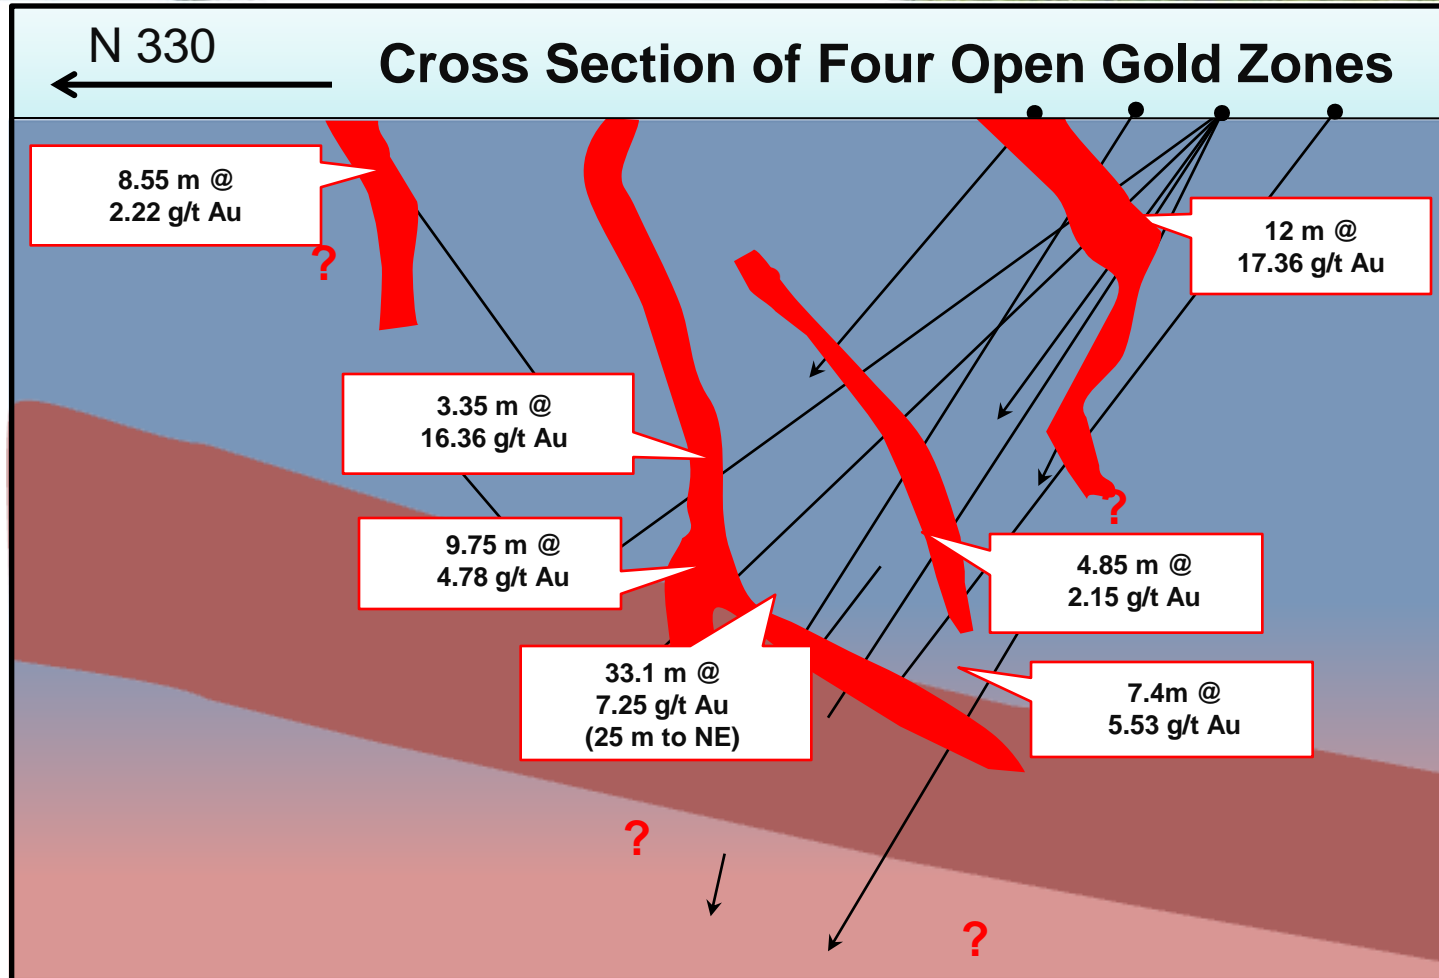 N 330
Cross Section of Four Open Gold Zones
8.55 m @
2.22 g/t Au
12 m @
17.36 g/t Au
?
3.35 m @
16.36 g/t Au
?
9.75 m @
4.78 g/t Au
4.85 m @
2.15 g/t Au
33.1 m @
7.25 g/t Au
(25 m to NE)
7.4m @
5.53 g/t Au
?
?